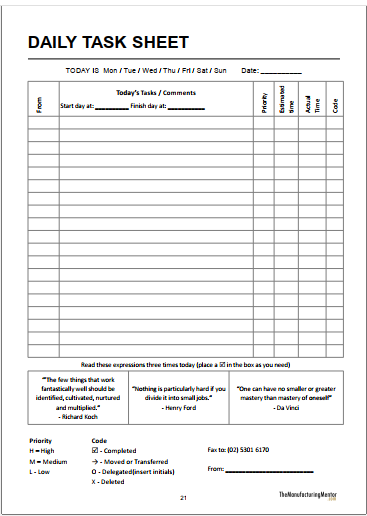 DAILY TASK SHEET
TODAY IS Mon / Tue / Wed / Thu / Fri / Sat / Sun Date: __________
From
Today's Tasks / Comments
Start day at: __________ Finish day at: __________
Priority
Estimated time
Actual Time
Code
Read these expressions three times today (place a ☑ in the box as you need)
"The few things that work
fantastically well should be
identified, cultivated, nurtured
and multiplied."
- Richard Koch
"Nothing is particularly hard if you
divide it into small jobs."
- Henry Ford
"One can have no smaller or greater
mastery than mastery of oneself"
- Da Vinci
Priority
H = High
M = Medium
L - Low
Code
☑ - Completed
→ - Moved or Transferred
O - Delegated(insert initials)
X - Deleted
Fax to: (02) 5301 6170
From: __________
21
TheManufacturingMentor
.com